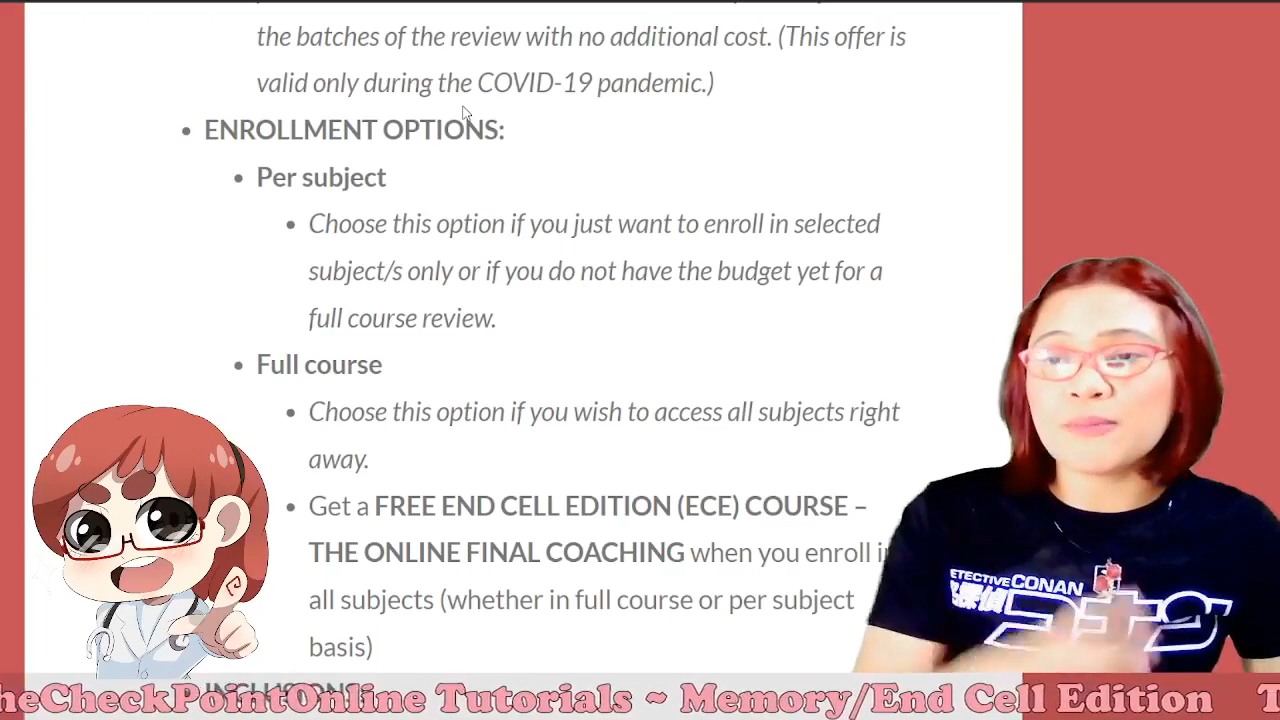 the batches of the review with no additional cost. (This offer is
valid only during the COVID-19 pandemic.)
ENROLLMENT OPTIONS:
Per subject
Choose this option if you just want to enroll in selected
subject/s only or if you do not have the budget yet for a
full course review.
Full course
Choose this option if you wish to access all subjects right
away.
Get a FREE END CELL EDITION (ECE) COURSE –
THE ONLINE FINAL COACHING when you enroll in
all subjects (whether in full course or per subject
basis)
heCheckPointOnline Tutorials ~ Memory/End Cell Edition T
ETECTIVE CONAN